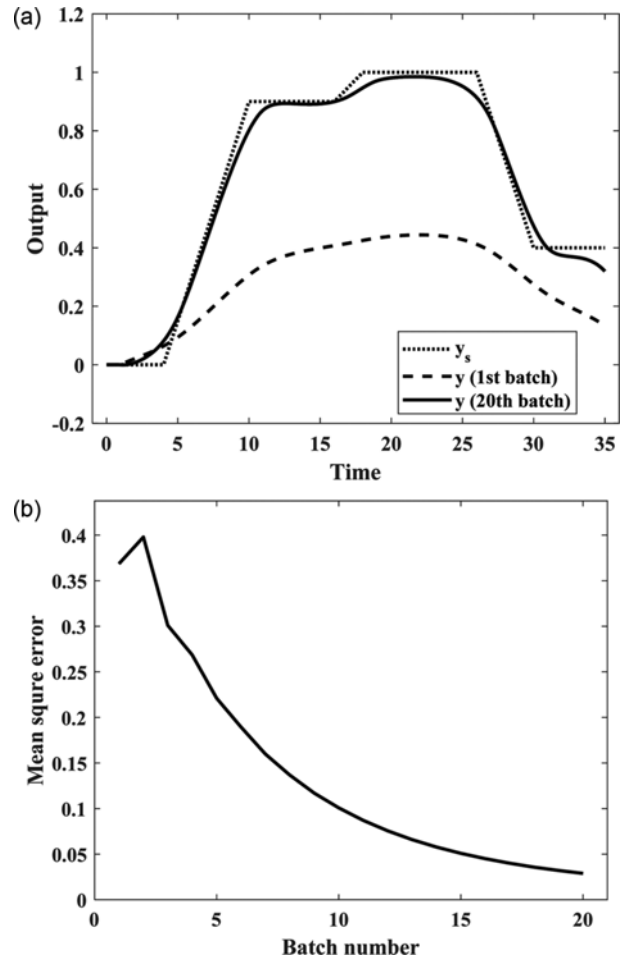 (a)
1.2
1
0.8
0.6
0.4
0.2
0
-0.2
Output
0 5 10 15 20 25 30 35
Time
y_s
y (1st batch)
y (20th batch)
(b)
0.4
0.35
0.3
0.25
0.2
0.15
0.1
0.05
0
Mean squre error
0 5 10 15 20
Batch number